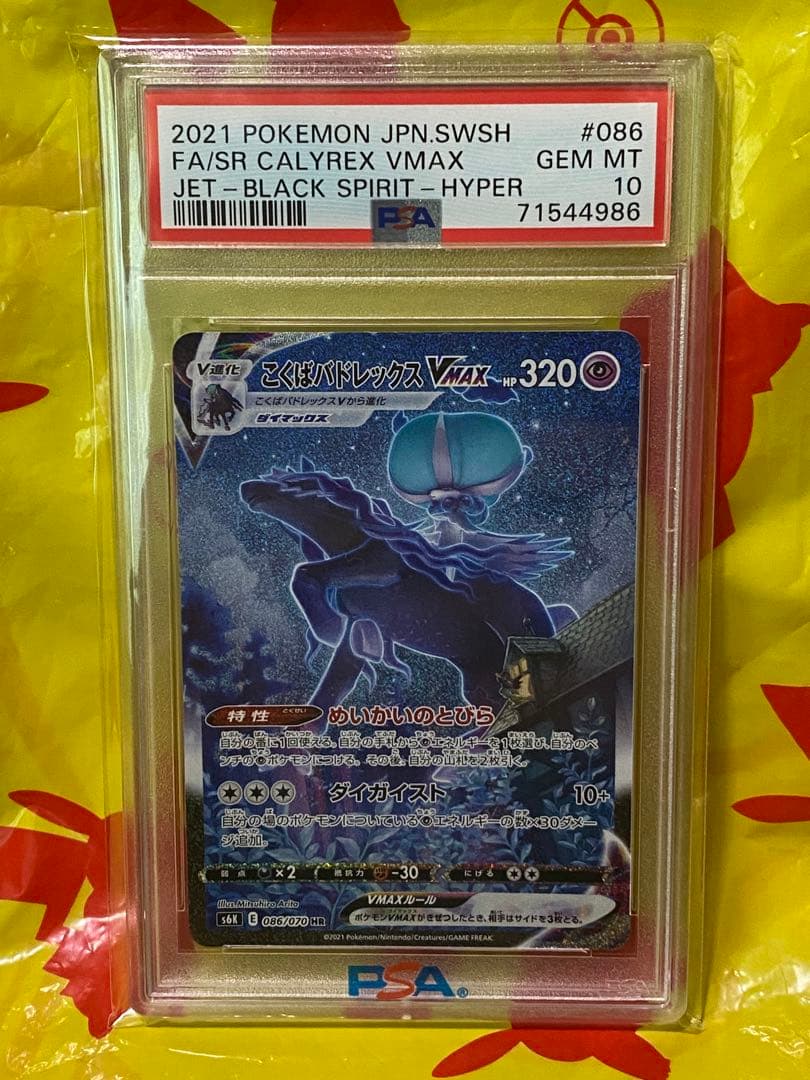 2021 POKEMON JPN.SWSH #086
FA/SR CALYREX VMAX GEM MT
JET-BLACK SPIRIT-HYPER 10
PSA 71544986
V進化 こくばバドレックス VMAX HP 320
こくばバドレックスVから進化
ダイマックス
特性 とくせい めいかいのとびら
自分の番に1回使える。自分の手札から エネルギーを1枚選び、自分のベ
ンチの ポケモンにつける。その後、自分の山札を2枚引く。
ダイガイスト 10+
自分の場のポケモンについている エネルギーの数×30ダメー
ジ追加。
弱点 ×2 抵抗力 -30 にげる
Illus. Mitsuhiro Arita
VMAXルール
s6K E 086/070 HR
ポケモンVMAXがきぜつしたとき、相手はサイドを3枚とる。
©2021 Pokémon/Nintendo/Creatures/GAME FREAK
PSA®